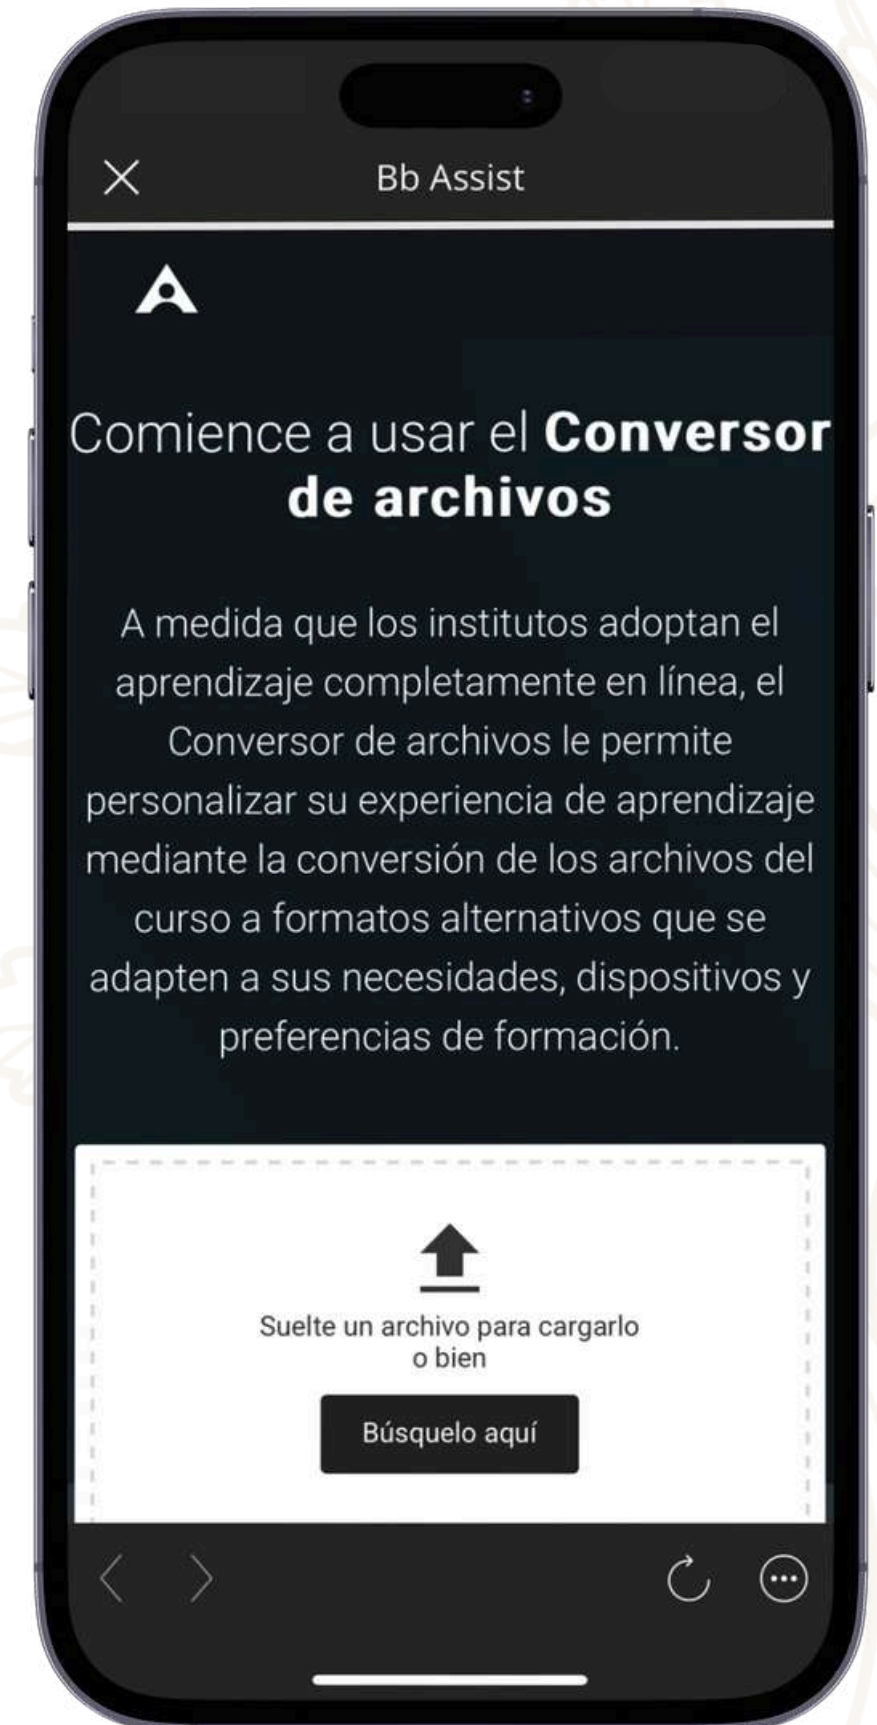 Bb Assist
Comience a usar el Conversor
de archivos
A medida que los institutos adoptan el
aprendizaje completamente en línea, el
Conversor de archivos le permite
personalizar su experiencia de aprendizaje
mediante la conversión de los archivos del
curso a formatos alternativos que se
adapten a sus necesidades, dispositivos y
preferencias de formación.
Suelte un archivo para cargarlo
o bien
Búsquelo aquí